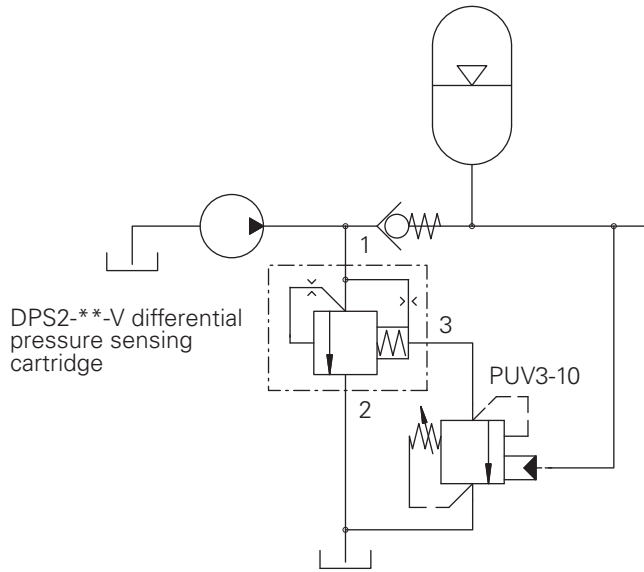 1
DPS2-**-V differential
pressure sensing
cartridge
3
PUV3-10
2